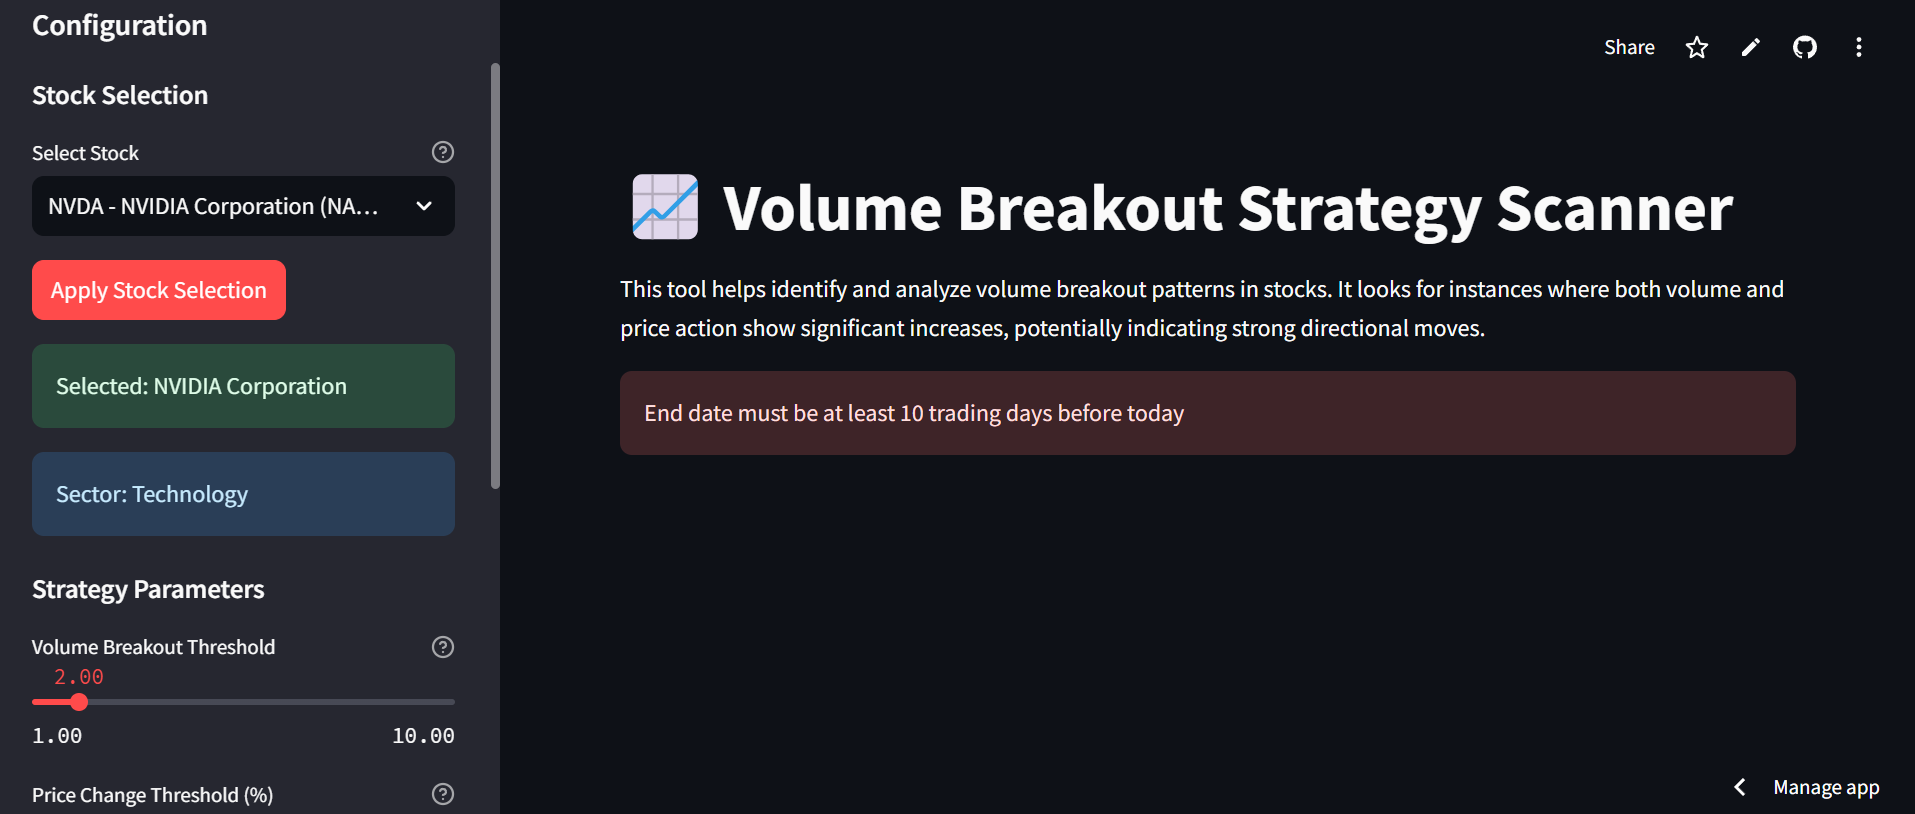 Configuration
Stock Selection
Select Stock
NVDA - NVIDIA Corporation (NA...
Apply Stock Selection
Selected: NVIDIA Corporation
Sector: Technology
Strategy Parameters
Volume Breakout Threshold
2.00
1.00 10.00
Price Change Threshold (%)
Share
Volume Breakout Strategy Scanner
This tool helps identify and analyze volume breakout patterns in stocks. It looks for instances where both volume and
price action show significant increases, potentially indicating strong directional moves.
End date must be at least 10 trading days before today
Manage app